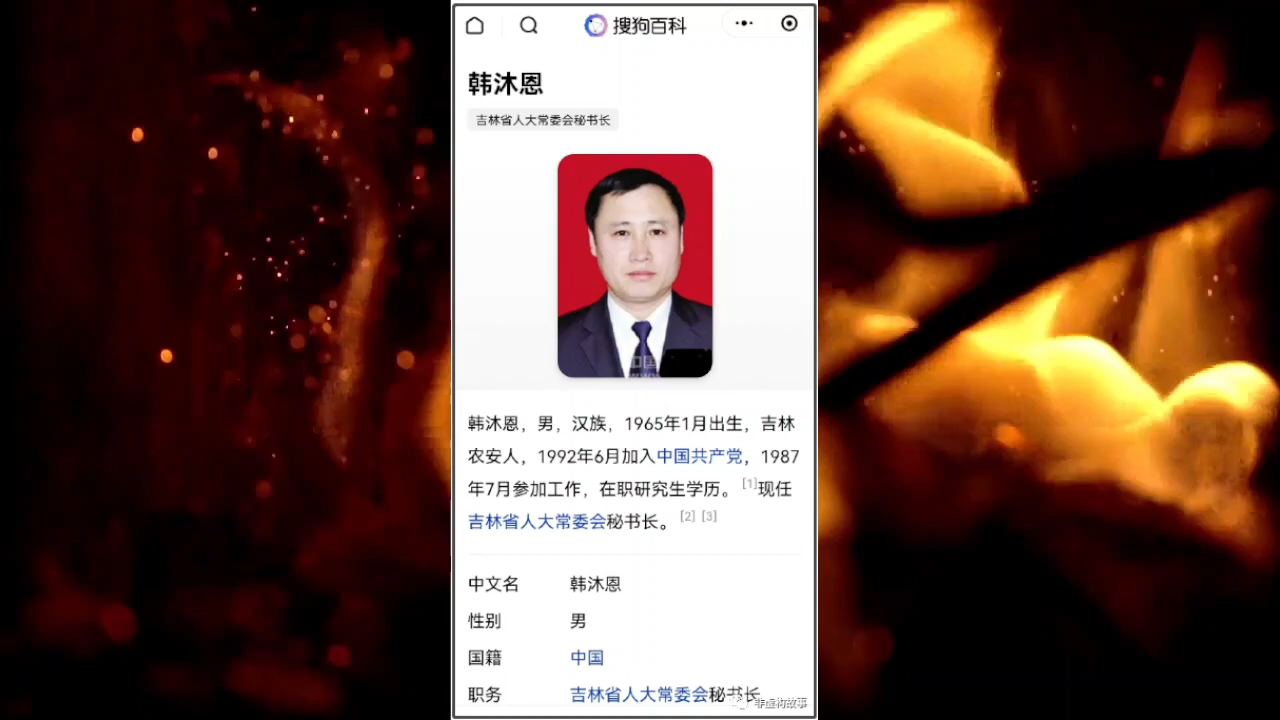 搜狗百科
韩沐恩
吉林省人大常委会秘书长
韩沐恩，男，汉族，1965年1月出生，吉林
农安人，1992年6月加入中国共产党，1987
年7月参加工作，在职研究生学历。[1]现任
吉林省人大常委会秘书长。[2] [3]
中文名 韩沐恩
性别 男
国籍 中国
职务 吉林省人大常委会秘书长
非虚构故事